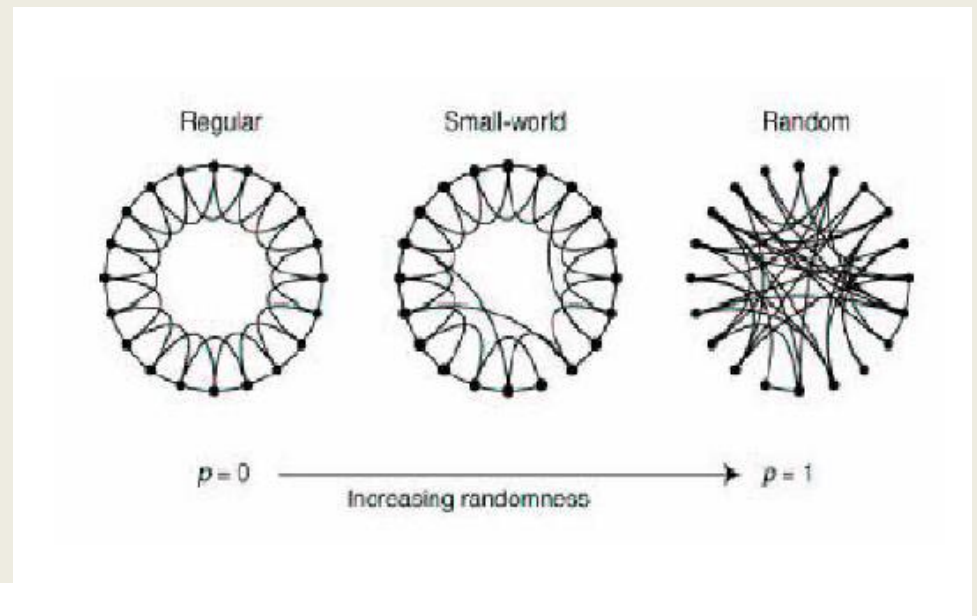 Regular Small-world Random
p = 0 p = 1
Increasing randomness